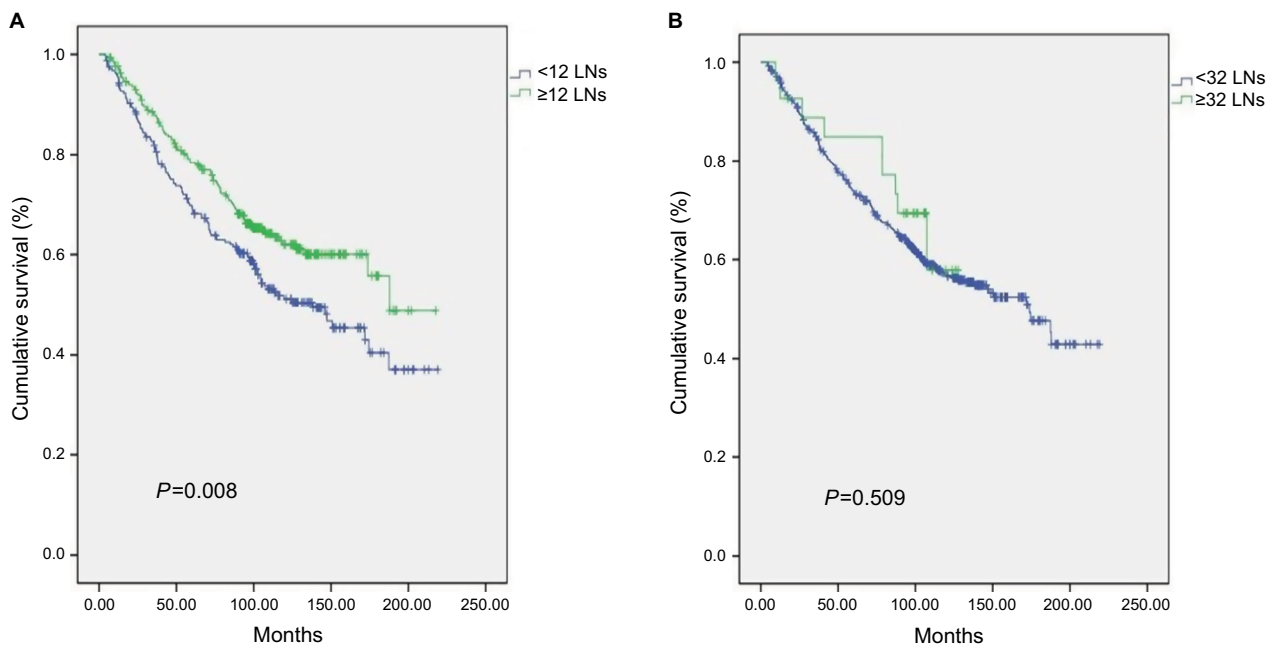 A
<12 LNs
≥12 LNs
Cumulative survival (%)
1.0
0.8
0.6
0.4
0.2
0.0
P=0.008
0.00 50.00 100.00 150.00 200.00 250.00
Months
B
<32 LNs
≥32 LNs
Cumulative survival (%)
1.0
0.8
0.6
0.4
0.2
0.0
P=0.509
0.00 50.00 100.00 150.00 200.00 250.00
Months